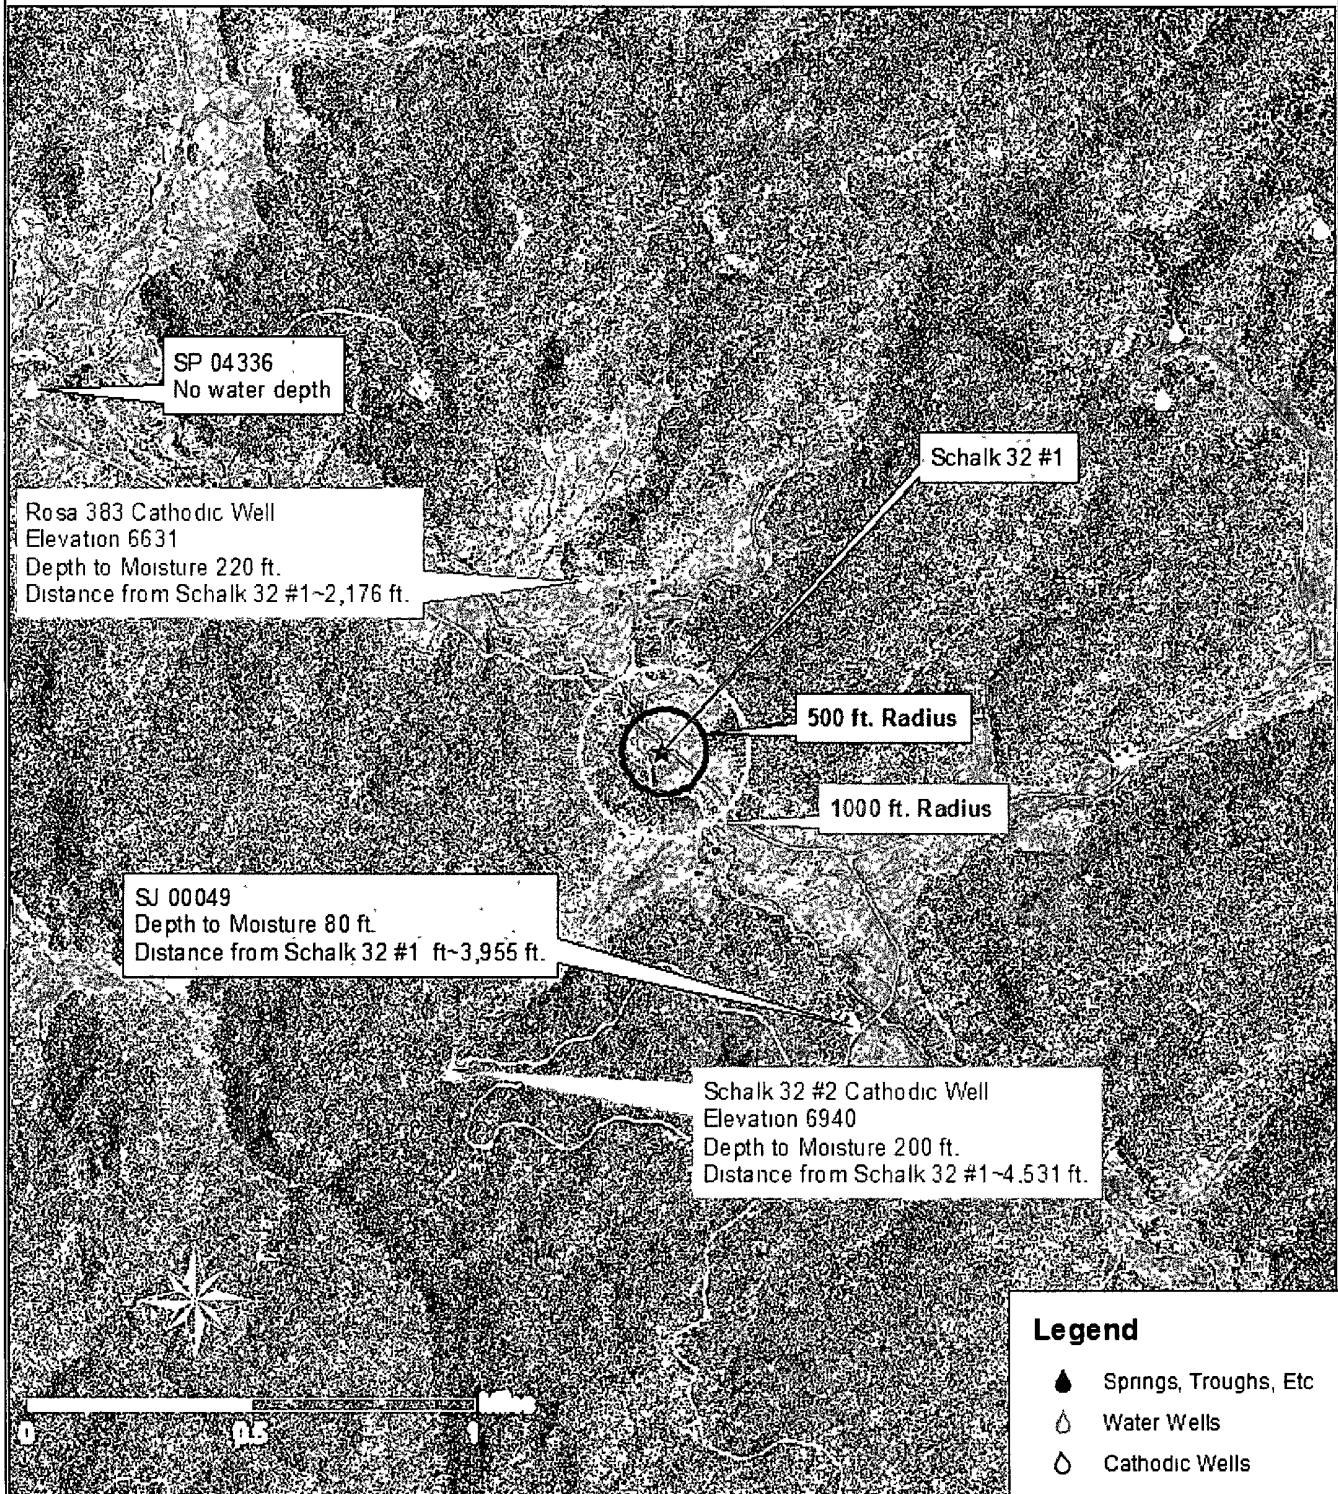 SP 04336
No water depth
Schalk 32 #1
Rosa 383 Cathodic Well
Elevation 6631
Depth to Moisture 220 ft.
Distance from Schalk 32 #1~2,176 ft.
500 ft. Radius
1000 ft. Radius
SJ 00049
Depth to Moisture 80 ft.
Distance from Schalk 32 #1 ft~3,955 ft.
Schalk 32 #2 Cathodic Well
Elevation 6940
Depth to Moisture 200 ft.
Distance from Schalk 32 #1~4.531 ft.
0 0.5 1
Legend
Springs, Troughs, Etc
Water Wells
Cathodic Wells